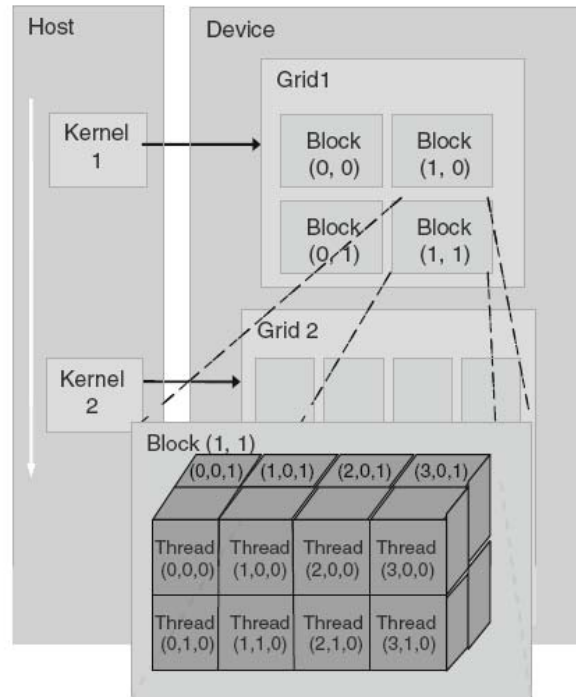 Host
Device
Grid1
Kernel
1
Block
(0, 0)
Block
(1, 0)
Block
(0, 1)
Block
(1, 1)
Grid 2
Kernel
2
Block (1, 1)
(0,0,1) (1,0,1) (2,0,1) (3,0,1)
Thread Thread Thread Thread
(0,0,0) (1,0,0) (2,0,0) (3,0,0)
Thread Thread Thread Thread
(0,1,0) (1,1,0) (2,1,0) (3,1,0)